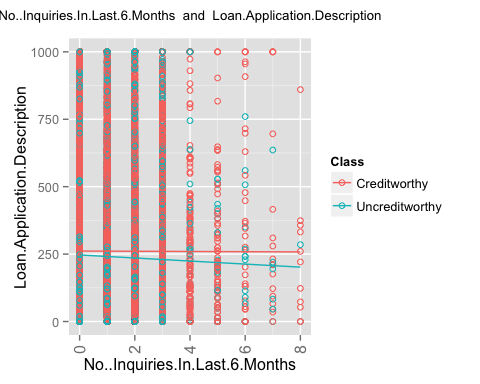 No..Inquiries.In.Last.6.Months and Loan.Application.Description
1000
750
500
250
0
Loan.Application.Description
0 2 4 6 8
No..Inquiries.In.Last.6.Months
Class
Creditworthy
Uncreditworthy